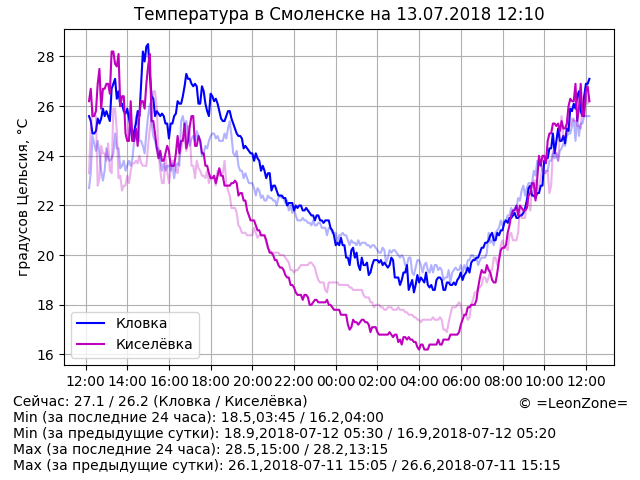 Температура в Смоленске на 13.07.2018 12:10
28
26
24
22
20
18
16
градусов Цельсия, °C
Кловка
Киселёвка
12:00 14:00 16:00 18:00 20:00 22:00 00:00 02:00 04:00 06:00 08:00 10:00 12:00
Сейчас: 27.1 / 26.2 (Кловка / Киселёвка)
© =LeonZone=
Min (за последние 24 часа): 18.5,03:45 / 16.2,04:00
Min (за предыдущие сутки): 18.9,2018-07-12 05:30 / 16.9,2018-07-12 05:20
Max (за последние 24 часа): 28.5,15:00 / 28.2,13:15
Max (за предыдущие сутки): 26.1,2018-07-11 15:05 / 26.6,2018-07-11 15:15